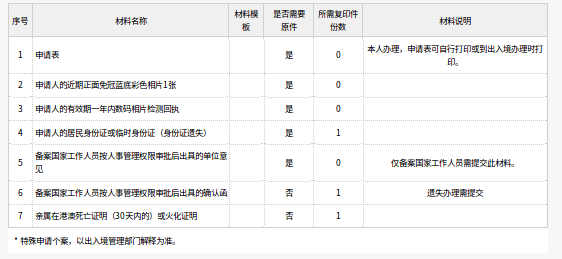 序号 材料名称 材料模板 是否需要原件 所需复印件份数 材料说明
1 申请表 是 0 本人办理，申请表可自行打印或到出入境办理时打印。
2 申请人的近期正面免冠蓝底彩色相片1张 是 0
3 申请人的有效期一年内数码相片检测回执 是 0
4 申请人的居民身份证或临时身份证（身份证遗失） 是 1
5 备案国家工作人员按人事管理权限审批后出具的单位意见 是 0 仅备案国家工作人员需提交此材料。
6 备案国家工作人员按人事管理权限审批后出具的确认函 否 1 遗失办理需提交
7 亲属在港澳死亡证明（30天内的）或火化证明 否 1
* 特殊申请个案，以出入境管理部门解释为准。